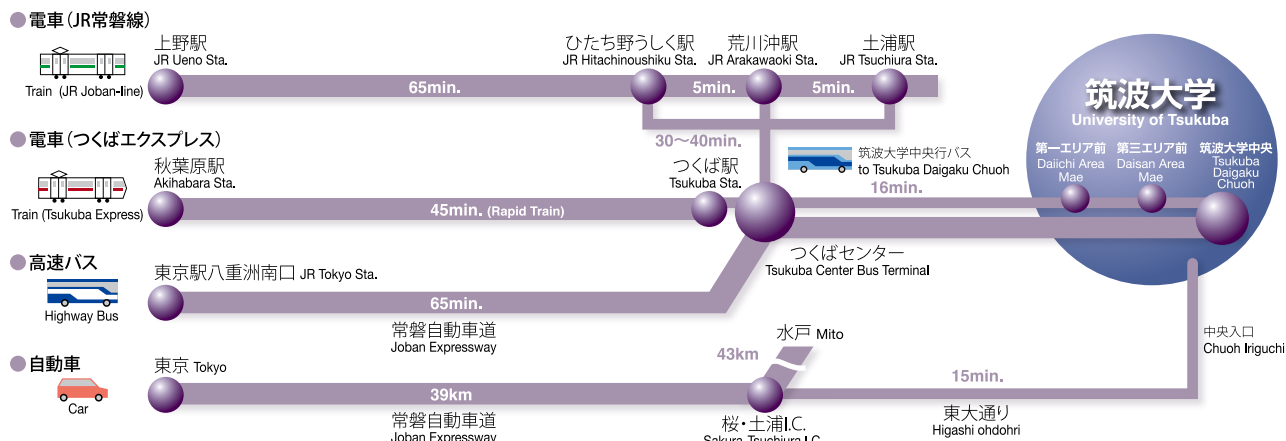 ●電車（JR常磐線）
Train (JR Joban-line)
上野駅
JR Ueno Sta.
65min.
ひたち野うしく駅
JR Hitachinoushiku Sta.
5min.
荒川沖駅
JR Arakawaoki Sta.
5min.
土浦駅
JR Tsuchiura Sta.
30〜40min.
●電車（つくばエクスプレス）
Train (Tsukuba Express)
秋葉原駅
Akihabara Sta.
45min. (Rapid Train)
つくば駅
Tsukuba Sta.
筑波大学中央行バス
to Tsukuba Daigaku Chuoh
16min.
つくばセンター
Tsukuba Center Bus Terminal
筑波大学
University of Tsukuba
第一エリア前
Daiichi Area
Mae
第三エリア前
Daisan Area
Mae
筑波大学中央
Tsukuba
Daigaku
Chuoh
●高速バス
Highway Bus
東京駅八重洲南口 JR Tokyo Sta.
65min.
常磐自動車道
Joban Expressway
●自動車
Car
東京 Tokyo
39km
常磐自動車道
Joban Expressway
水戸 Mito
43km
桜・土浦I.C.
Sakura-Tsuchiura I.C.
15min.
東大通り
Higashi ohdohri
中央入口
Chuoh Iriguchi